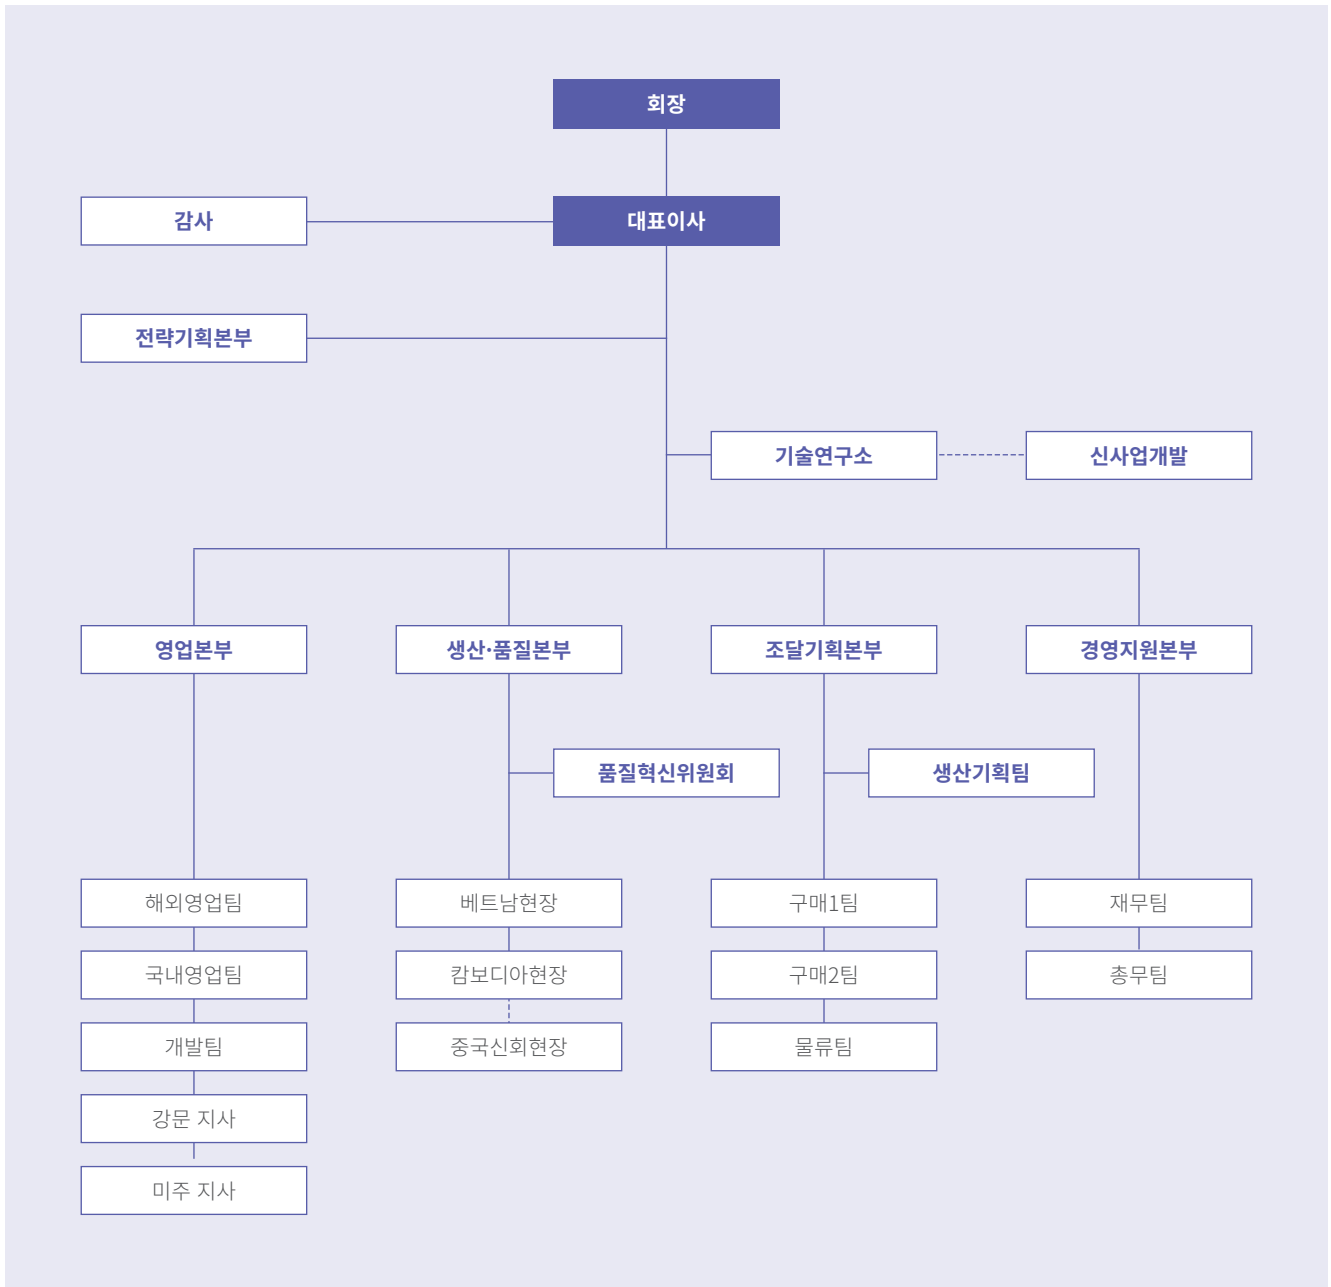 회장
감사
대표이사
전략기획본부
기술연구소
신사업개발
영업본부
생산·품질본부
조달기획본부
경영지원본부
품질혁신위원회
생산기획팀
해외영업팀
베트남현장
구매1팀
재무팀
국내영업팀
캄보디아현장
구매2팀
총무팀
개발팀
중국신회현장
물류팀
강문 지사
미주 지사